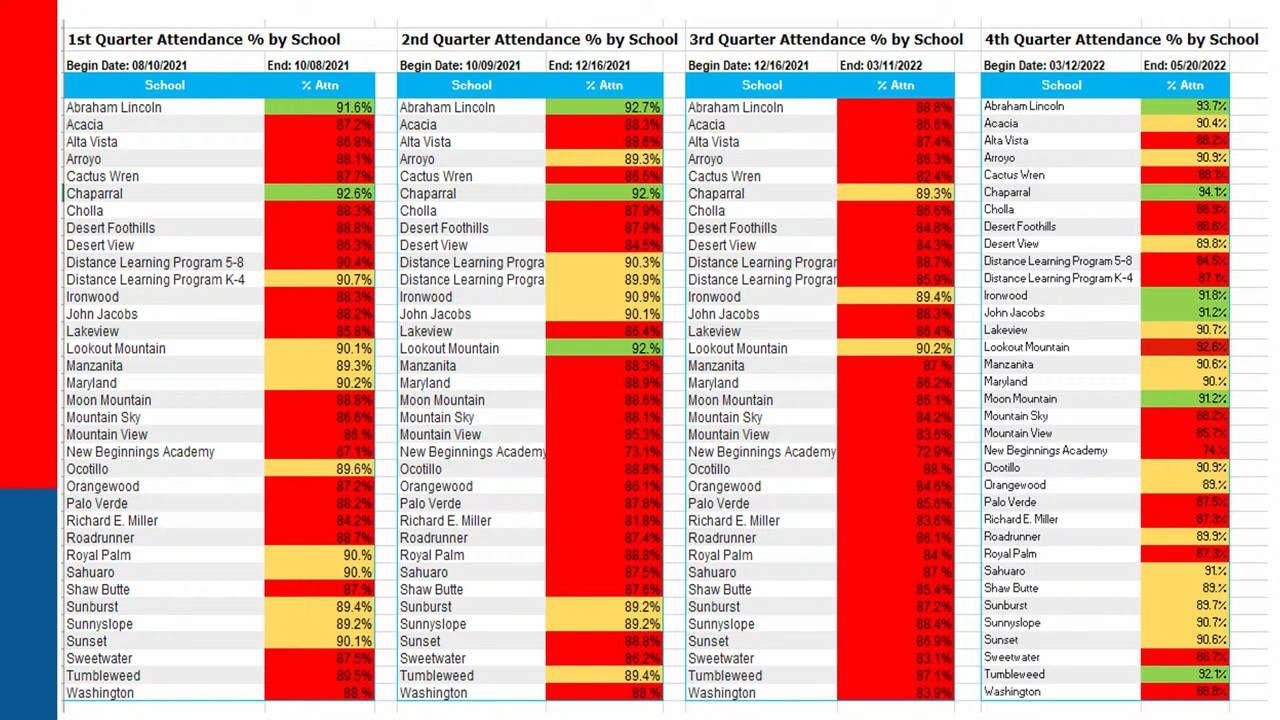 1st Quarter Attendance % by School 2nd Quarter Attendance % by School 3rd Quarter Attendance % by School 4th Quarter Attendance % by School
Begin Date: 08/10/2021 End: 10/08/2021 Begin Date: 10/09/2021 End: 12/16/2021 Begin Date: 12/16/2021 End: 03/11/2022 Begin Date: 03/12/2022 End: 05/20/2022
School % Attn School % Attn School % Attn School % Attn
Abraham Lincoln 91.6% Abraham Lincoln 92.7% Abraham Lincoln 88.8% Abraham Lincoln 93.7%
Acacia 87.2% Acacia 88.3% Acacia 86.6% Acacia 90.4%
Alta Vista 86.8% Alta Vista 88.6% Alta Vista 87.4% Alta Vista 88.2%
Arroyo 88.1% Arroyo 89.3% Arroyo 86.3% Arroyo 90.9%
Cactus Wren 87.7% Cactus Wren 86.5% Cactus Wren 82.4% Cactus Wren 88.1%
Chaparral 92.6% Chaparral 92.% Chaparral 89.3% Chaparral 94.1%
Cholla 88.3% Cholla 87.9% Cholla 86.6% Cholla 88.9%
Desert Foothills 88.8% Desert Foothills 87.9% Desert Foothills 84.8% Desert Foothills 88.6%
Desert View 86.3% Desert View 84.5% Desert View 84.3% Desert View 89.8%
Distance Learning Program 5-8 90.4% Distance Learning Progra 90.3% Distance Learning Prograr 88.7% Distance Learning Program 5-8 84.5%
Distance Learning Program K-4 90.7% Distance Learning Progra 89.9% Distance Learning Prograr 85.9% Distance Learning Program K-4 87.1%
Ironwood 88.3% Ironwood 90.9% Ironwood 89.4% Ironwood 91.8%
John Jacobs 88.2% John Jacobs 90.1% John Jacobs 88.3% John Jacobs 91.2%
Lakeview 85.8% Lakeview 86.4% Lakeview 86.4% Lakeview 90.7%
Lookout Mountain 90.1% Lookout Mountain 92.% Lookout Mountain 90.2% Lookout Mountain 92.6%
Manzanita 89.3% Manzanita 88.3% Manzanita 87.% Manzanita 90.6%
Maryland 90.2% Maryland 88.9% Maryland 86.2% Maryland 90.%
Moon Mountain 88.8% Moon Mountain 88.6% Moon Mountain 86.1% Moon Mountain 91.2%
Mountain Sky 86.6% Mountain Sky 88.1% Mountain Sky 84.2% Mountain Sky 88.2%
Mountain View 86.% Mountain View 85.3% Mountain View 83.6% Mountain View 85.7%
New Beginnings Academy 67.1% New Beginnings Academy 73.1% New Beginnings Academy 72.9% New Beginnings Academy 74.%
Ocotillo 89.6% Ocotillo 88.8% Ocotillo 88.% Ocotillo 90.9%
Orangewood 87.2% Orangewood 86.1% Orangewood 84.6% Orangewood 89.%
Palo Verde 88.2% Palo Verde 87.8% Palo Verde 85.6% Palo Verde 87.5%
Richard E. Miller 84.2% Richard E. Miller 81.8% Richard E. Miller 83.6% Richard E. Miller 87.3%
Roadrunner 88.7% Roadrunner 87.4% Roadrunner 86.1% Roadrunner 89.9%
Royal Palm 90.% Royal Palm 88.8% Royal Palm 84.% Royal Palm 87.3%
Sahuaro 90.% Sahuaro 87.5% Sahuaro 87.% Sahuaro 91.%
Shaw Butte 87.% Shaw Butte 87.6% Shaw Butte 85.4% Shaw Butte 89.%
Sunburst 89.4% Sunburst 89.2% Sunburst 87.2% Sunburst 89.7%
Sunnyslope 89.2% Sunnyslope 89.2% Sunnyslope 88.4% Sunnyslope 90.7%
Sunset 90.1% Sunset 88.8% Sunset 86.9% Sunset 90.6%
Sweetwater 87.5% Sweetwater 86.2% Sweetwater 83.1% Sweetwater 88.7%
Tumbleweed 89.5% Tumbleweed 89.4% Tumbleweed 87.1% Tumbleweed 92.1%
Washington 88.% Washington 88.% Washington 83.9% Washington 88.8%